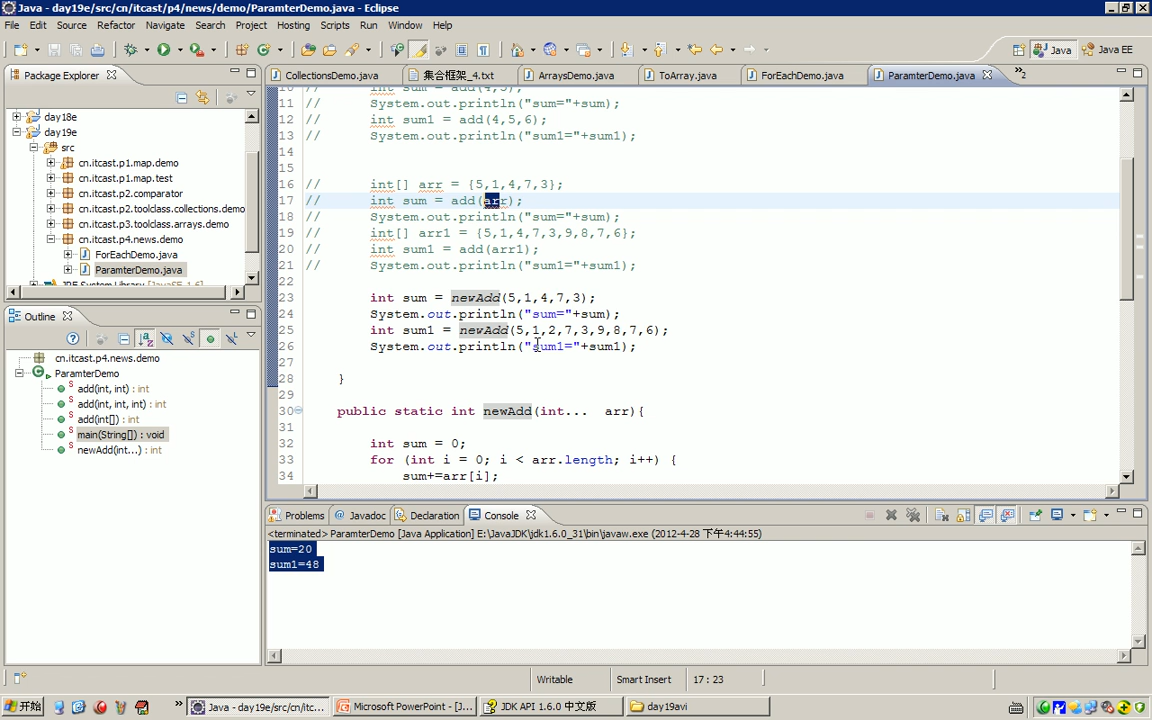 Java - day19e/src/cn/itcast/p4/news/demo/ParamterDemo.java - Eclipse
File Edit Source Refactor Navigate Search Project Hosting Scripts Run Window Help
Java Java EE
Package Explorer
day18e
day19e
src
cn.itcast.p1.map.demo
cn.itcast.p1.map.test
cn.itcast.p2.comparator
cn.itcast.p2.toolclass.collections.demo
cn.itcast.p3.toolclass.arrays.demo
cn.itcast.p4.news.demo
ForEachDemo.java
ParamterDemo.java
Outline
cn.itcast.p4.news.demo
ParamterDemo
add(int, int) : int
add(int, int, int) : int
add(int[]) : int
main(String[]) : void
newAdd(int...) : int
CollectionsDemo.java 集合框架_4.txt ArraysDemo.java ToArray.java ForEachDemo.java ParamterDemo.java »2
10 // int sum = add(4,5);
11 // System.out.println("sum="+sum);
12 // int sum1 = add(4,5,6);
13 // System.out.println("sum1="+sum1);
14
15
16 // int[] arr = {5,1,4,7,3};
17 // int sum = add(arr);
18 // System.out.println("sum="+sum);
19 // int[] arr1 = {5,1,4,7,3,9,8,7,6};
20 // int sum1 = add(arr1);
21 // System.out.println("sum1="+sum1);
22
23 int sum = newAdd(5,1,4,7,3);
24 System.out.println("sum="+sum);
25 int sum1 = newAdd(5,1,2,7,3,9,8,7,6);
26 System.out.println("sum1="+sum1);
27
28 }
29
30 public static int newAdd(int... arr){
31
32 int sum = 0;
33 for (int i = 0; i < arr.length; i++) {
34 sum+=arr[i];
Problems Javadoc Declaration Console
<terminated> ParamterDemo [Java Application] E:\JavaJDK\jdk1.6.0_31\bin\javaw.exe (2012-4-28 下午4:44:55)
sum=20
sum1=48
Writable Smart Insert 17 : 23
开始 Java - day19e/src/cn/itc... Microsoft PowerPoint - [J... JDK API 1.6.0 中文版 day19avi